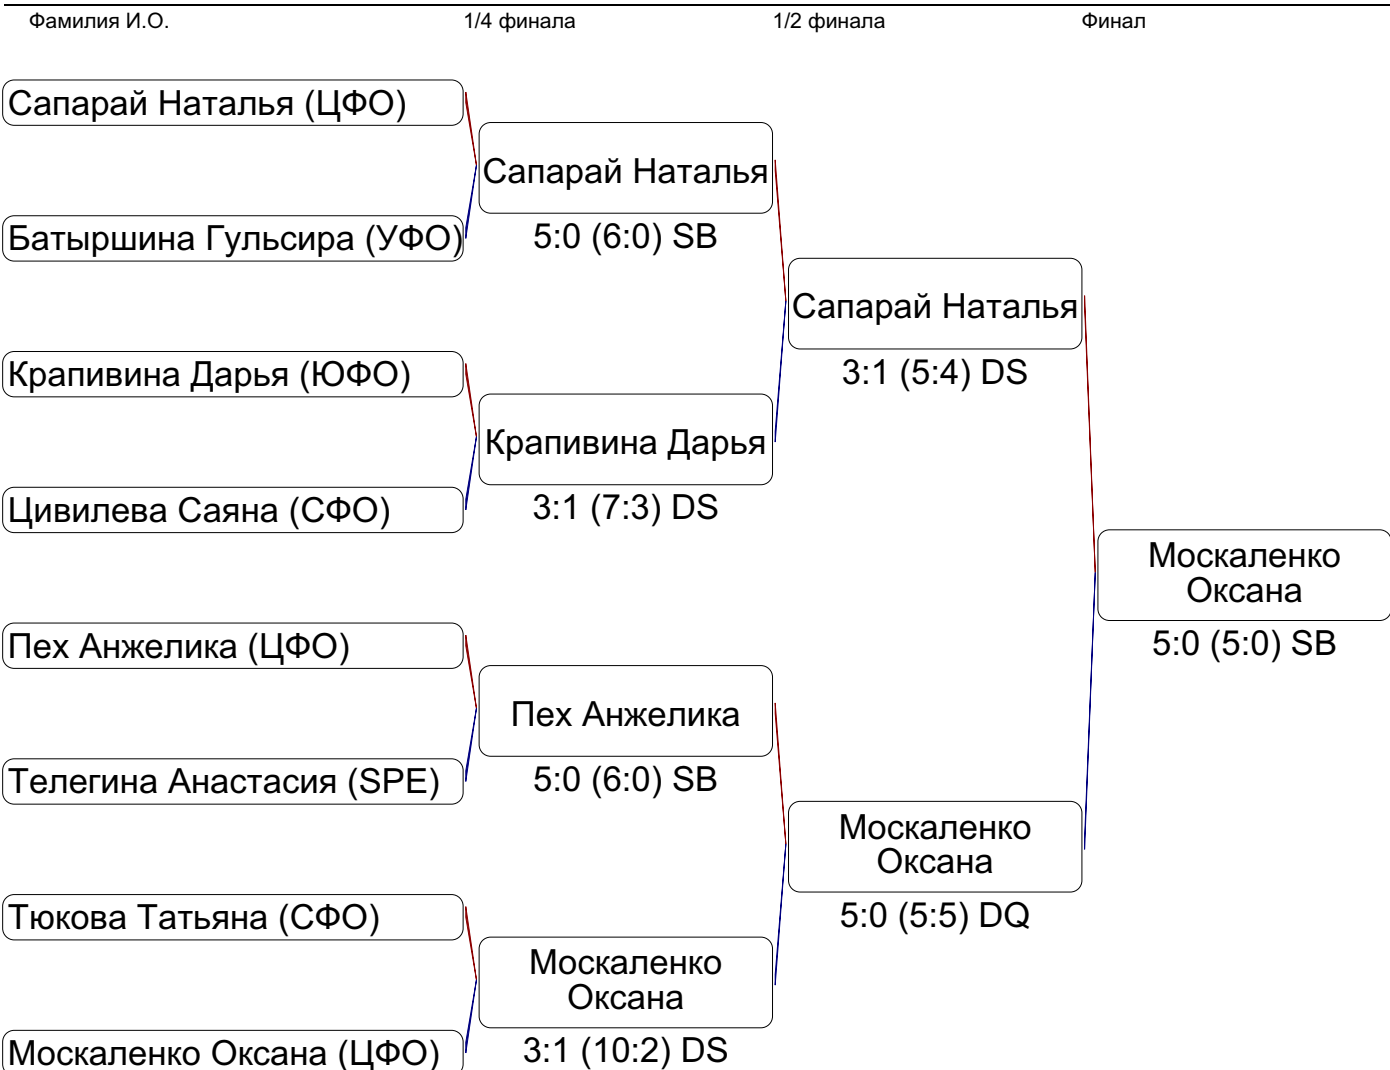 Фамилия И.О.
1/4 финала
1/2 финала
Финал
Сапарай Наталья (ЦФО)
Сапарай Наталья
5:0 (6:0) SB
Батыршина Гульсира (УФО)
Сапарай Наталья
3:1 (5:4) DS
Крапивина Дарья (ЮФО)
Крапивина Дарья
3:1 (7:3) DS
Цивилева Саяна (СФО)
Москаленко
Оксана
5:0 (5:0) SB
Пех Анжелика (ЦФО)
Пех Анжелика
5:0 (6:0) SB
Телегина Анастасия (SPE)
Москаленко
Оксана
5:0 (5:5) DQ
Тюкова Татьяна (СФО)
Москаленко
Оксана
3:1 (10:2) DS
Москаленко Оксана (ЦФО)